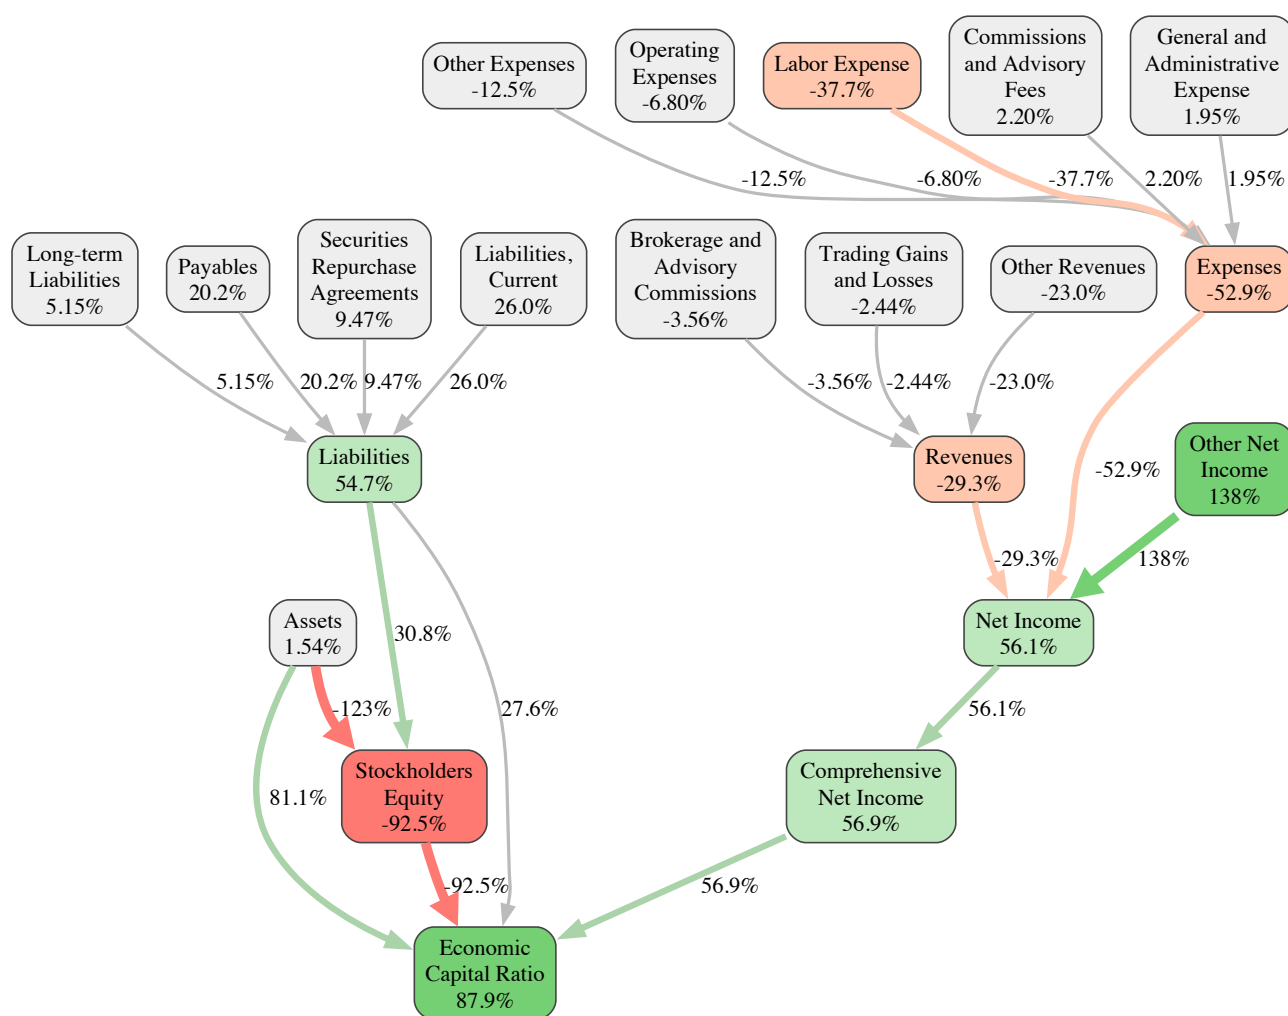 Other Expenses
-12.5%
Operating
Expenses
-6.80%
Labor Expense
-37.7%
Commissions
and Advisory
Fees
2.20%
General and
Administrative
Expense
1.95%
-12.5%
-6.80%
-37.7%
2.20%
1.95%
Long-term
Liabilities
5.15%
Payables
20.2%
Securities
Repurchase
Agreements
9.47%
Liabilities,
Current
26.0%
Brokerage and
Advisory
Commissions
-3.56%
Trading Gains
and Losses
-2.44%
Other Revenues
-23.0%
Expenses
-52.9%
5.15%
20.2%
9.47%
26.0%
-3.56%
-2.44%
-23.0%
Liabilities
54.7%
Revenues
-29.3%
-52.9%
Other Net
Income
138%
-29.3%
138%
Assets
1.54%
30.8%
Net Income
56.1%
-123%
27.6%
56.1%
81.1%
Stockholders
Equity
-92.5%
Comprehensive
Net Income
56.9%
-92.5%
56.9%
Economic
Capital Ratio
87.9%